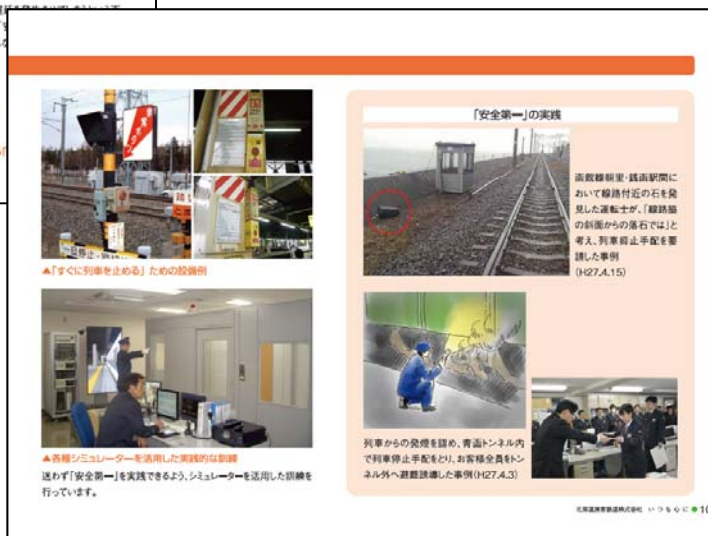 ▲「すぐに列車を止める」ための設備例
▲各種シミュレーターを活用した実践的な訓練
迷わず「安全第一」を実践できるよう、シミュレーターを活用した訓練を
行っています。
「安全第一」の実践
函館線朝里・銭函駅間に
おいて線路付近の石を発
見した運転士が、「線路脇
の斜面からの落石では」と
考え、列車抑止手配を要
請した事例
(H27.4.15)
列車からの発煙を認め、青函トンネル内
で列車停止手配をとり、お客様全員をトン
ネル外へ避難誘導した事例(H27.4.3)
北海道旅客鉄道株式会社 いつも心に ● 10